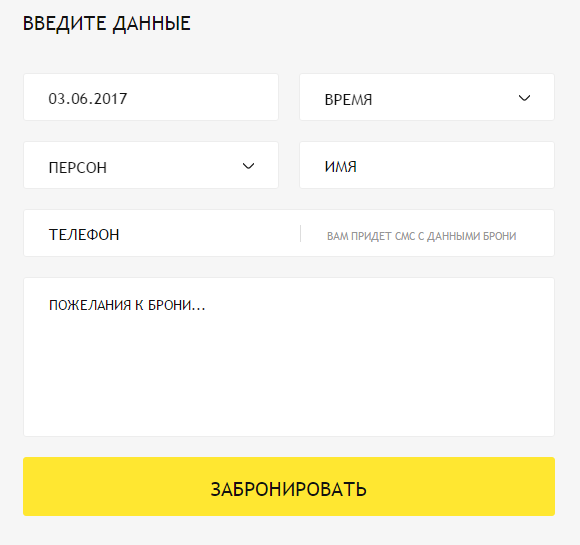 ВВЕДИТЕ ДАННЫЕ
03.06.2017
ВРЕМЯ
ПЕРСОН
ИМЯ
ТЕЛЕФОН
ВАМ ПРИДЕТ СМС С ДАННЫМИ БРОНИ
ПОЖЕЛАНИЯ К БРОНИ...
ЗАБРОНИРОВАТЬ